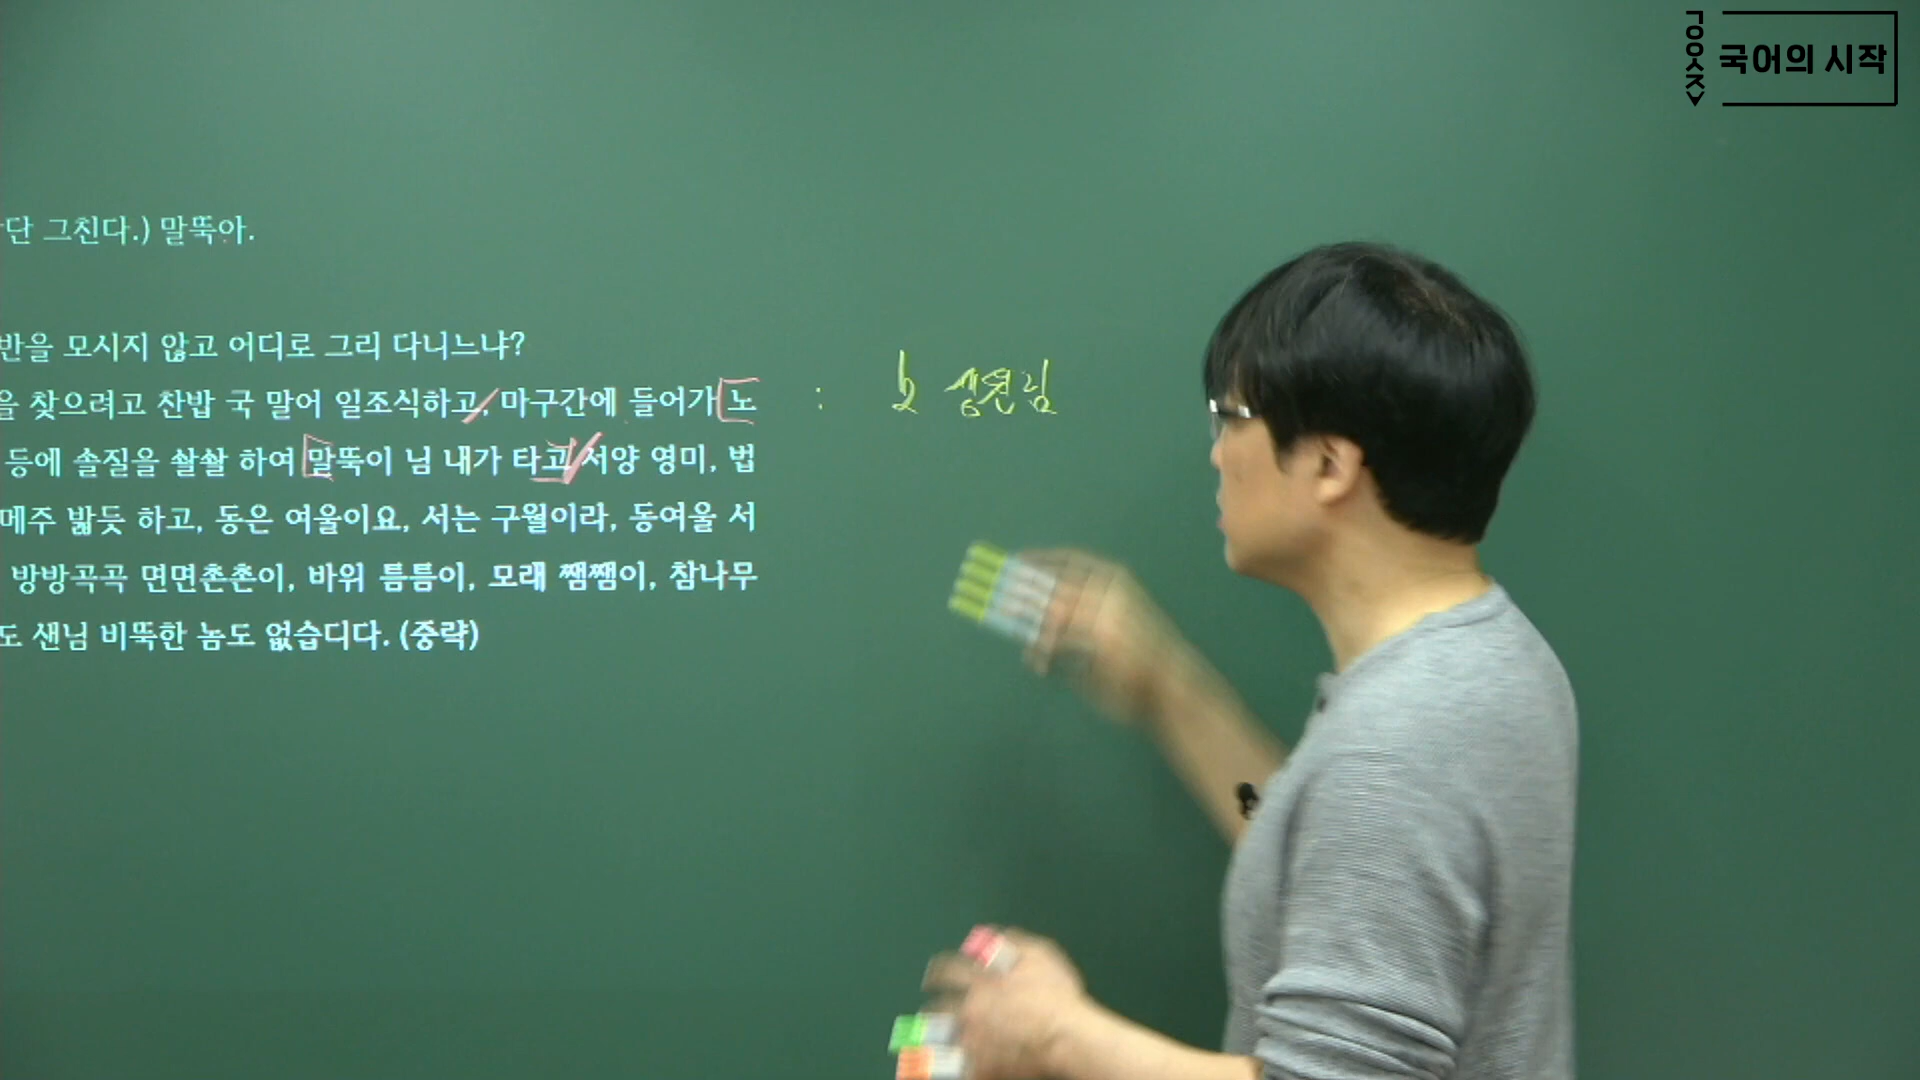 국어의 시작
단 그친다.) 말뚝아.
반을 모시지 않고 어디로 그리 다니느냐?
을 찾으려고 찬밥 국 말어 일조식하고, 마구간에 들어가 노 :
등에 솔질을 솰솰 하여 말뚝이 님 내가 타고 서양 영미, 법
메주 밟듯 하고, 동은 여울이요, 서는 구월이라, 동여울 서
방방곡곡 면면촌촌이, 바위 틈틈이, 모래 쨈쨈이, 참나무
도 샌님 비뚝한 놈도 없습디다. (중략)